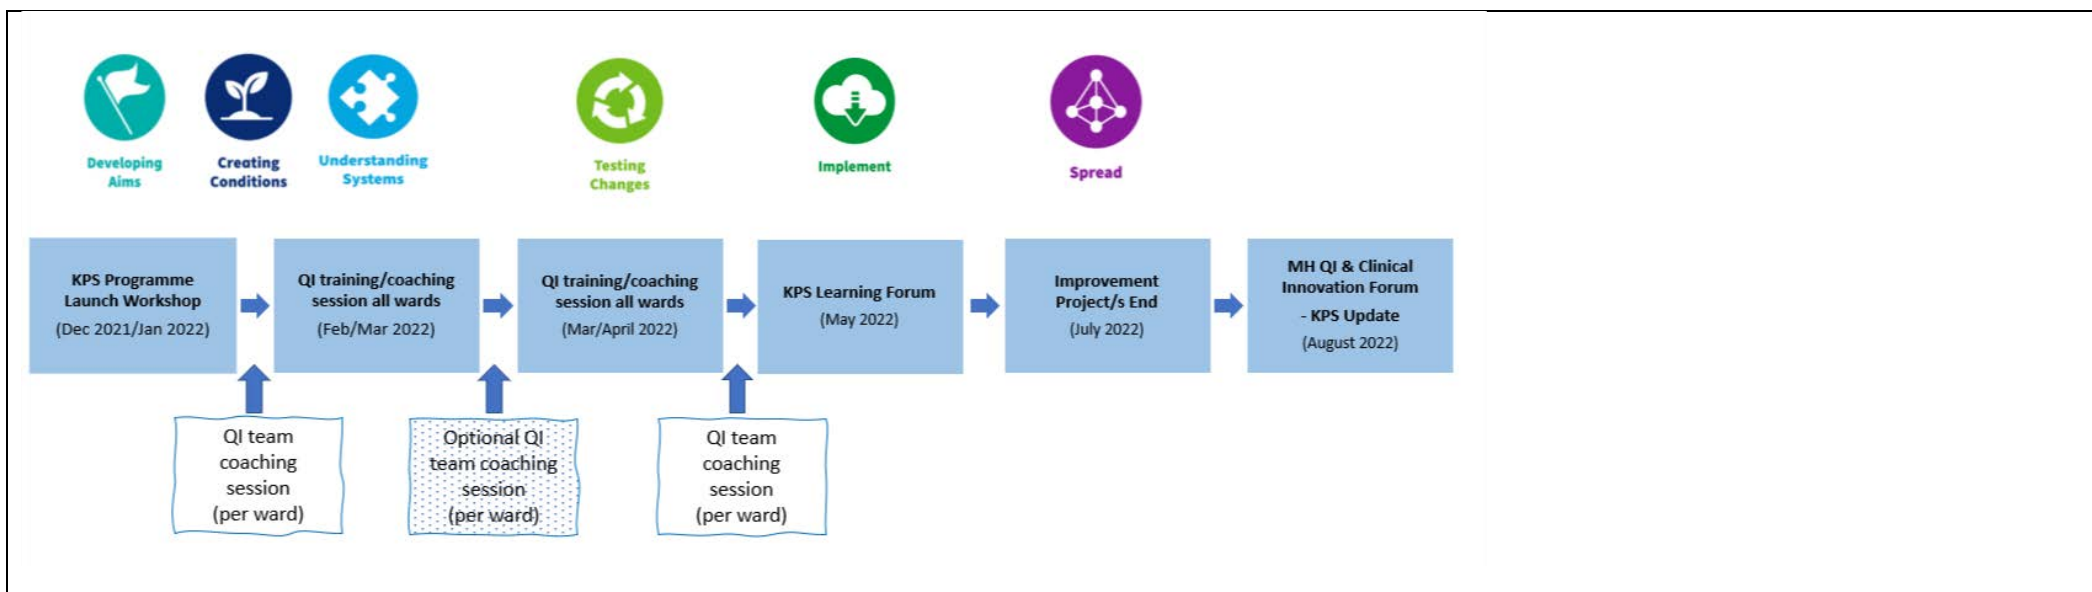 Developing
Aims
Creating
Conditions
Understanding
Systems
Testing
Changes
Implement
Spread
KPS Programme
Launch Workshop
(Dec 2021/Jan 2022)
QI training/coaching
session all wards
(Feb/Mar 2022)
QI training/coaching
session all wards
(Mar/April 2022)
KPS Learning Forum
(May 2022)
Improvement
Project/s End
(July 2022)
MH QI & Clinical
Innovation Forum
- KPS Update
(August 2022)
QI team
coaching
session
(per ward)
Optional QI
team coaching
session
(per ward)
QI team
coaching
session
(per ward)